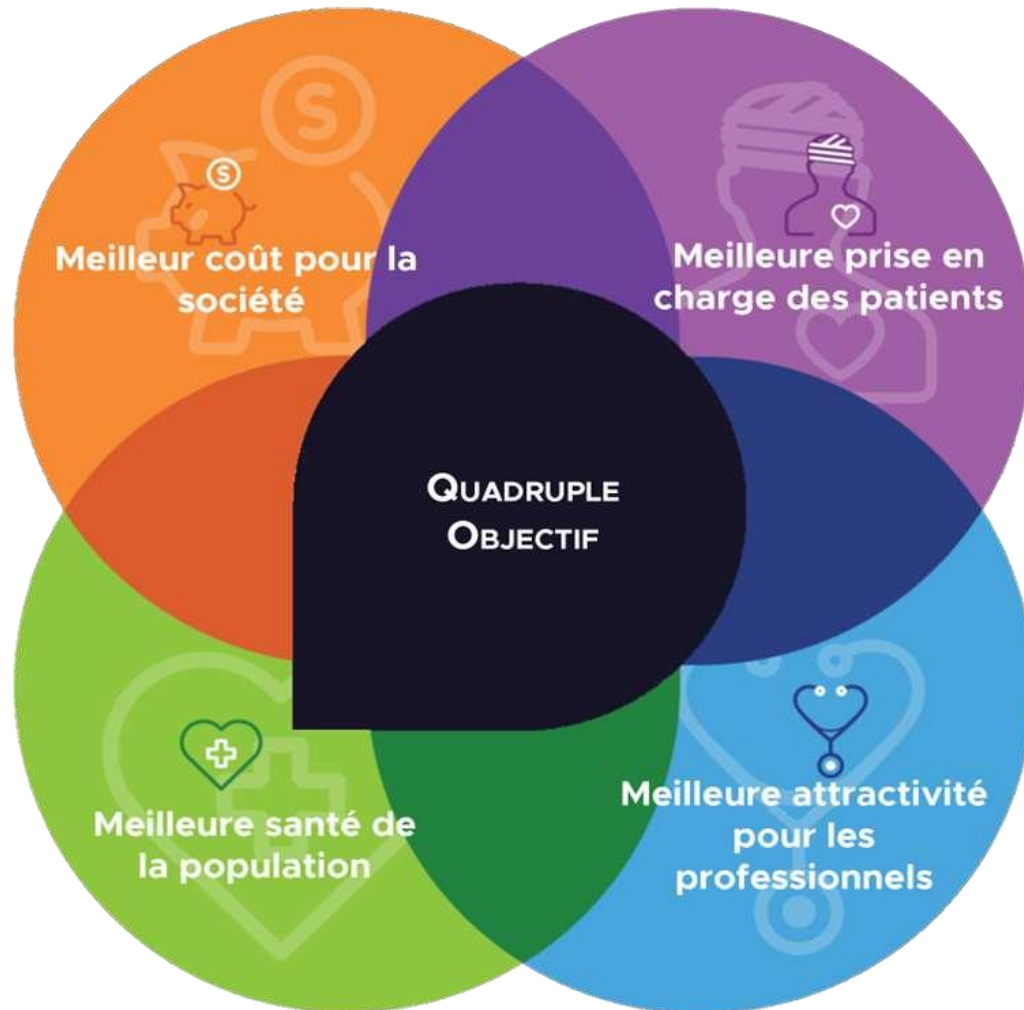 Meilleur coût pour la
société
Meilleure prise en
charge des patients
QUADRUPLE
OBJECTIF
Meilleure santé de
la population
Meilleure attractivité
pour les
professionnels